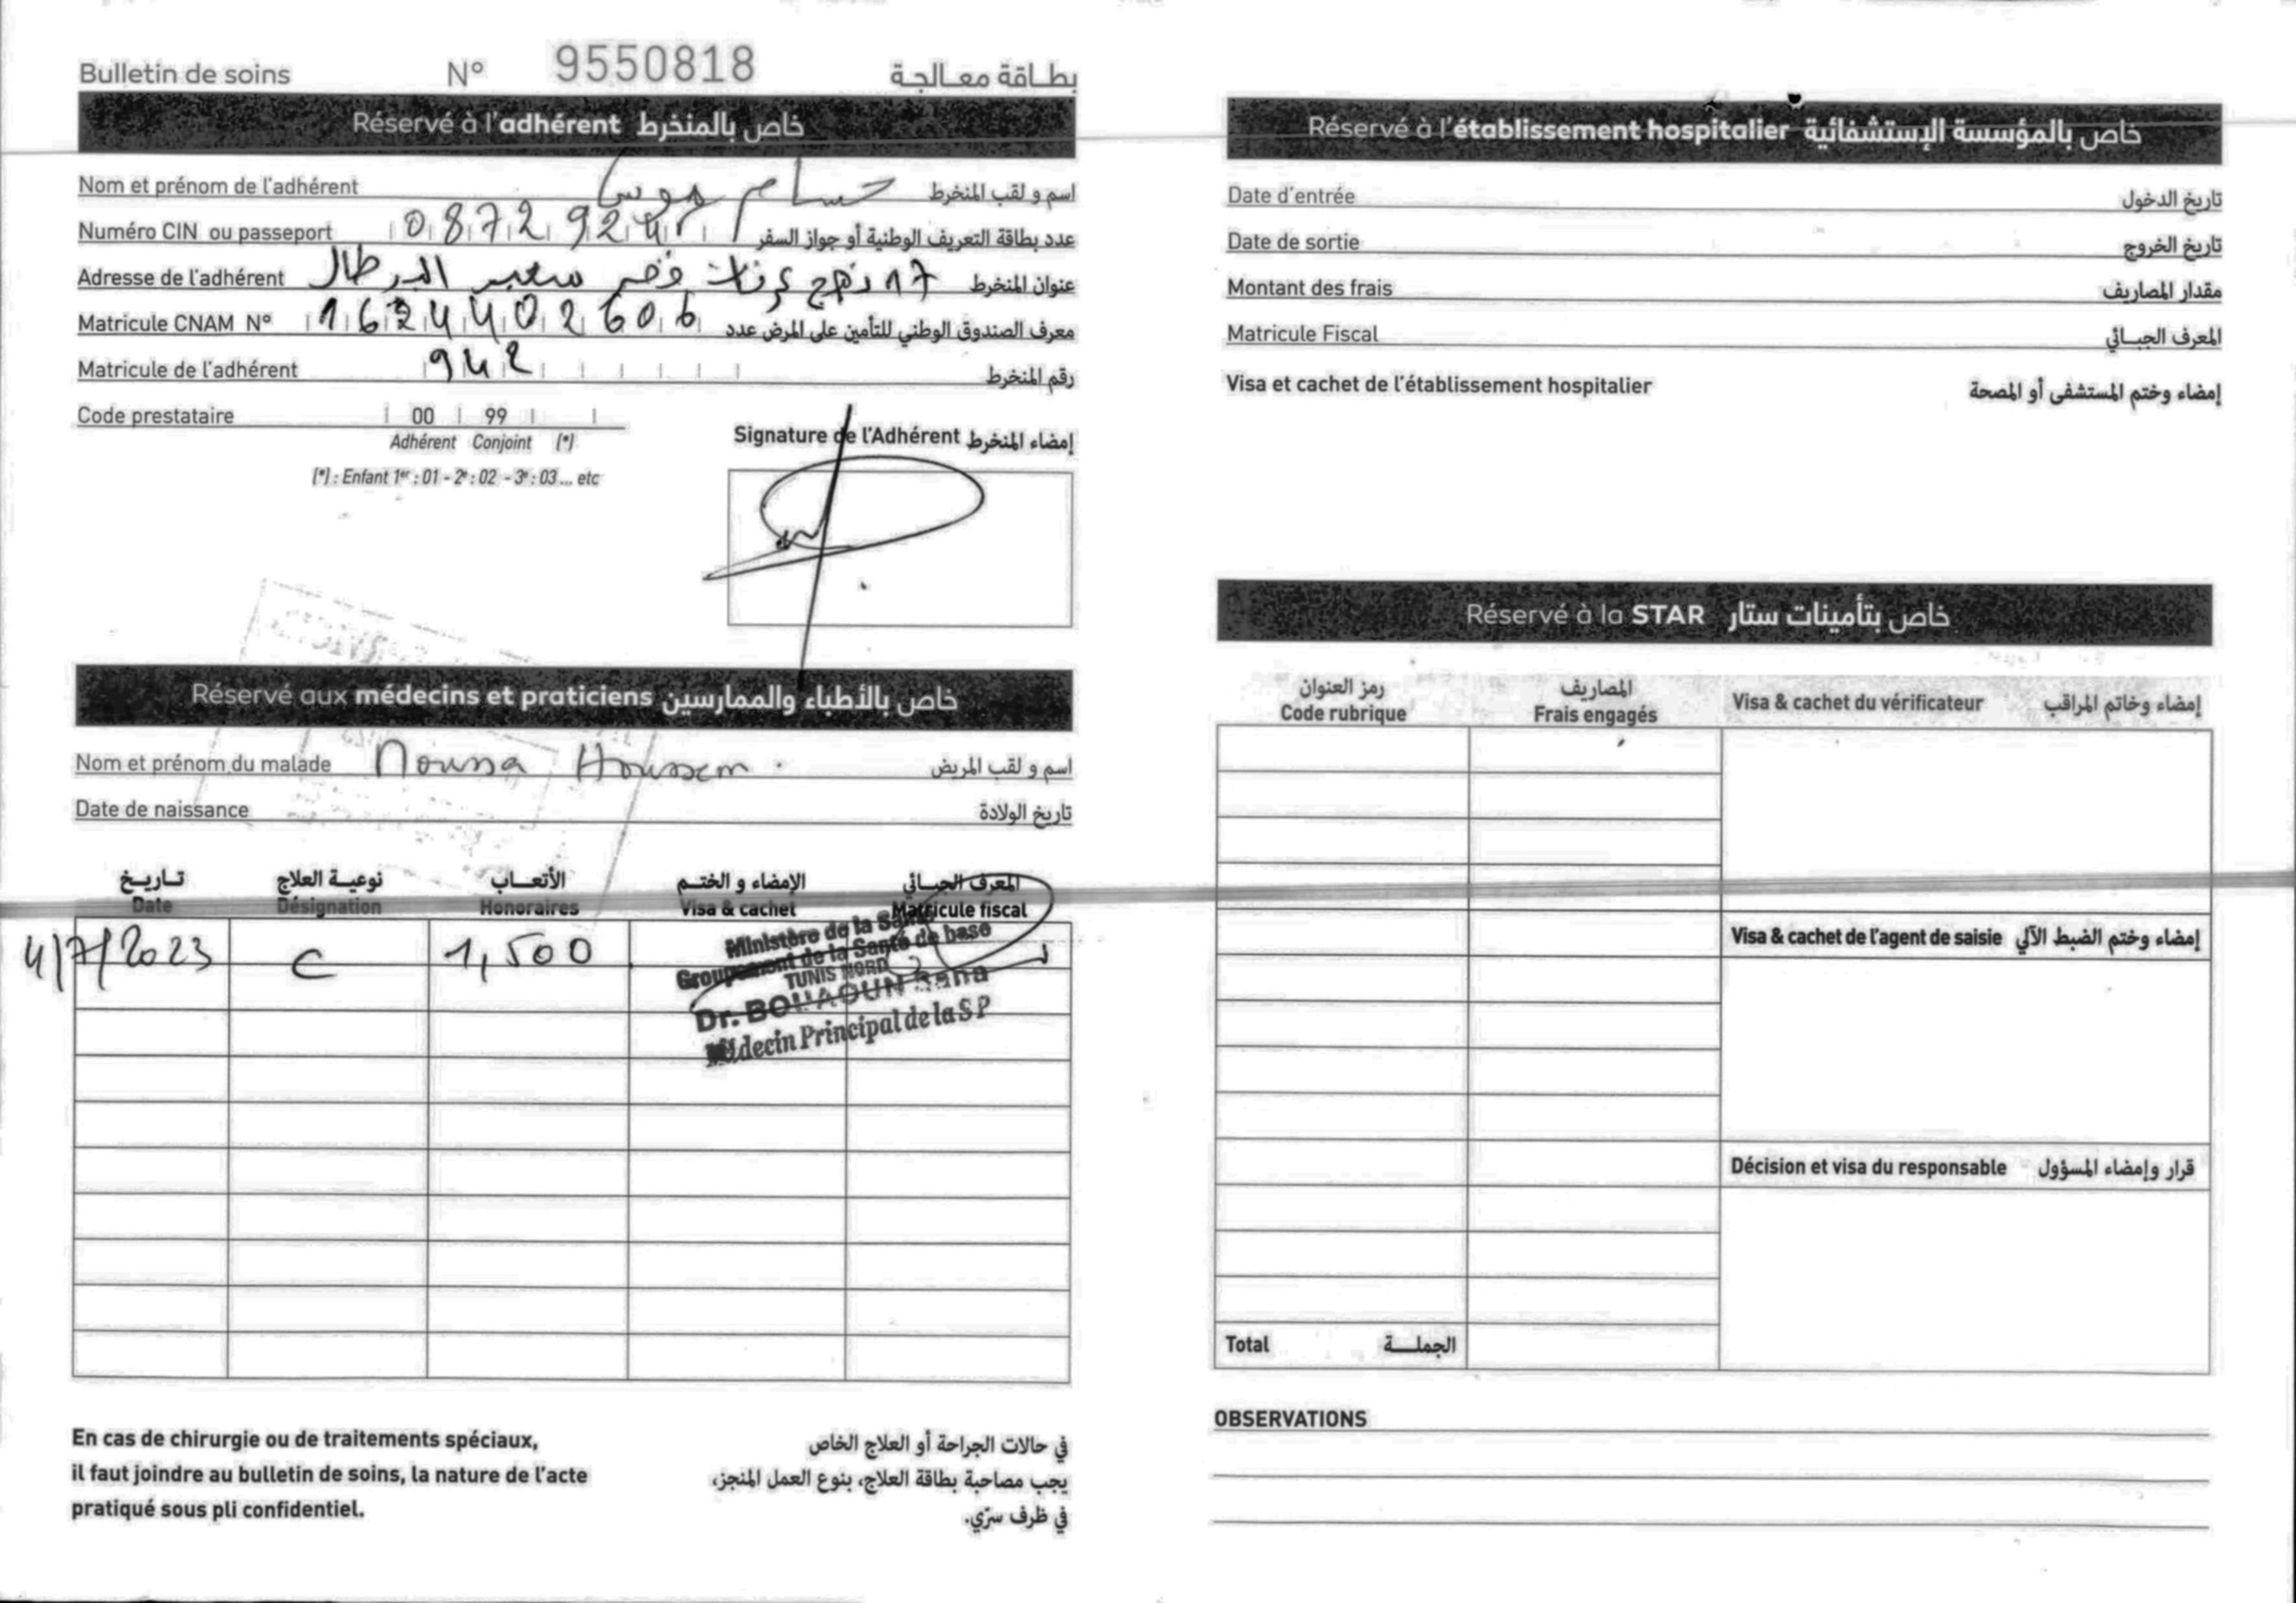 Bulletin de soins N° 9550818 بطاقة معالجة
Réservé à l'adhérent خاص بالمنخرط
Nom et prénom de l'adhérent حسام موسى اسم و لقب المنخرط
Numéro CIN ou passeport 0872924 عدد بطاقة التعريف الوطنية أو جواز السفر
Adresse de l'adhérent 17 نهج عرفات قصر سعيد البرطال عنوان المنخرط
Matricule CNAM N° 1624402606 معرف الصندوق الوطني للتأمين على المرض عدد
Matricule de l'adhérent 942 رقم المنخرط
Code prestataire 00 99
Adhérent Conjoint (*)
(*) : Enfant 1er : 01 - 2e : 02 - 3e : 03 ... etc
Signature de l'Adhérent إمضاء المنخرط
Réservé aux médecins et praticiens خاص بالأطباء والممارسين
Nom et prénom du malade Moussa Houssem اسم و لقب المريض
Date de naissance تاريخ الولادة
تاريخ نوعية العلاج الأتعاب الإمضاء و الختم المعرف الجبائي
Date Désignation Honoraires Visa & cachet Matricule fiscal
4/7/2023 C 1,500
Ministère de la Santé
Groupement de la Santé de base
TUNIS NORD
Dr. BOUAOUN Sana
Médecin Principal de la S P
En cas de chirurgie ou de traitements spéciaux,
il faut joindre au bulletin de soins, la nature de l'acte
pratiqué sous pli confidentiel.
في حالات الجراحة أو العلاج الخاص
يجب مصاحبة بطاقة العلاج، بنوع العمل المنجز،
في ظرف سرّي.
Réservé à l'établissement hospitalier خاص بالمؤسسة الإستشفائية
Date d'entrée تاريخ الدخول
Date de sortie تاريخ الخروج
Montant des frais مقدار المصاريف
Matricule Fiscal المعرف الجبائي
Visa et cachet de l'établissement hospitalier إمضاء وختم المستشفى أو المصحة
Réservé à la STAR خاص بتأمينات ستار
رمز العنوان المصاريف
Code rubrique Frais engagés Visa & cachet du vérificateur إمضاء وخاتم المراقب
Visa & cachet de l'agent de saisie إمضاء وختم الضبط الآلي
Décision et visa du responsable قرار وإمضاء المسؤول
Total الجملة
OBSERVATIONS